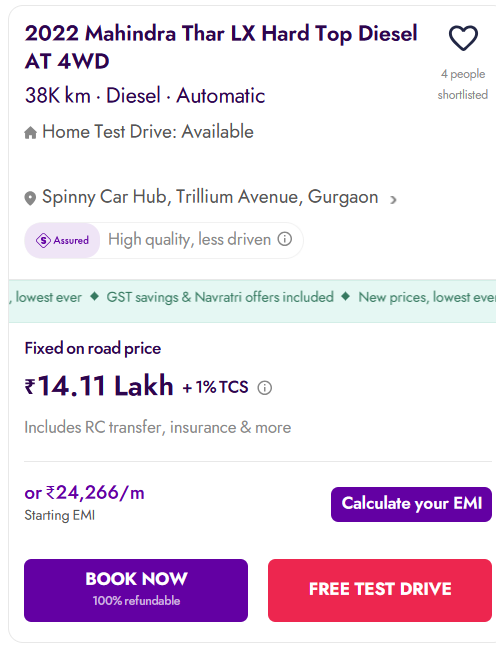 2022 Mahindra Thar LX Hard Top Diesel
AT 4WD
4 people
shortlisted
38K km · Diesel · Automatic
Home Test Drive: Available
Spinny Car Hub, Trillium Avenue, Gurgaon ›
S Assured High quality, less driven
, lowest ever ◆ GST savings & Navratri offers included ◆ New prices, lowest ever
Fixed on road price
₹14.11 Lakh + 1% TCS
Includes RC transfer, insurance & more
or ₹24,266/m
Starting EMI
Calculate your EMI
BOOK NOW
100% refundable
FREE TEST DRIVE